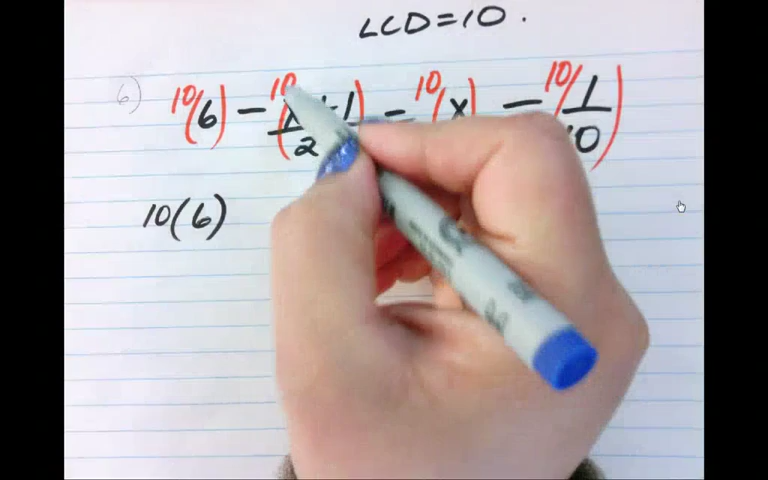 LCD=10.
6) 10(6) - 10(x+1/2) = 10(x) - 10(1/10)
10(6)